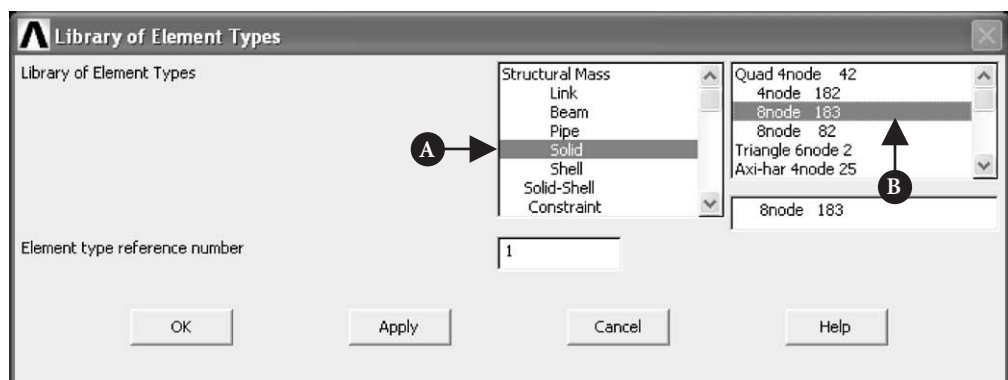 Library of Element Types
Library of Element Types
Structural Mass
Link
Beam
Pipe
Solid
Shell
Solid-Shell
Constraint
Quad 4node 42
4node 182
8node 183
8node 82
Triangle 6node 2
Axi-har 4node 25
A
B
8node 183
Element type reference number
1
OK
Apply
Cancel
Help